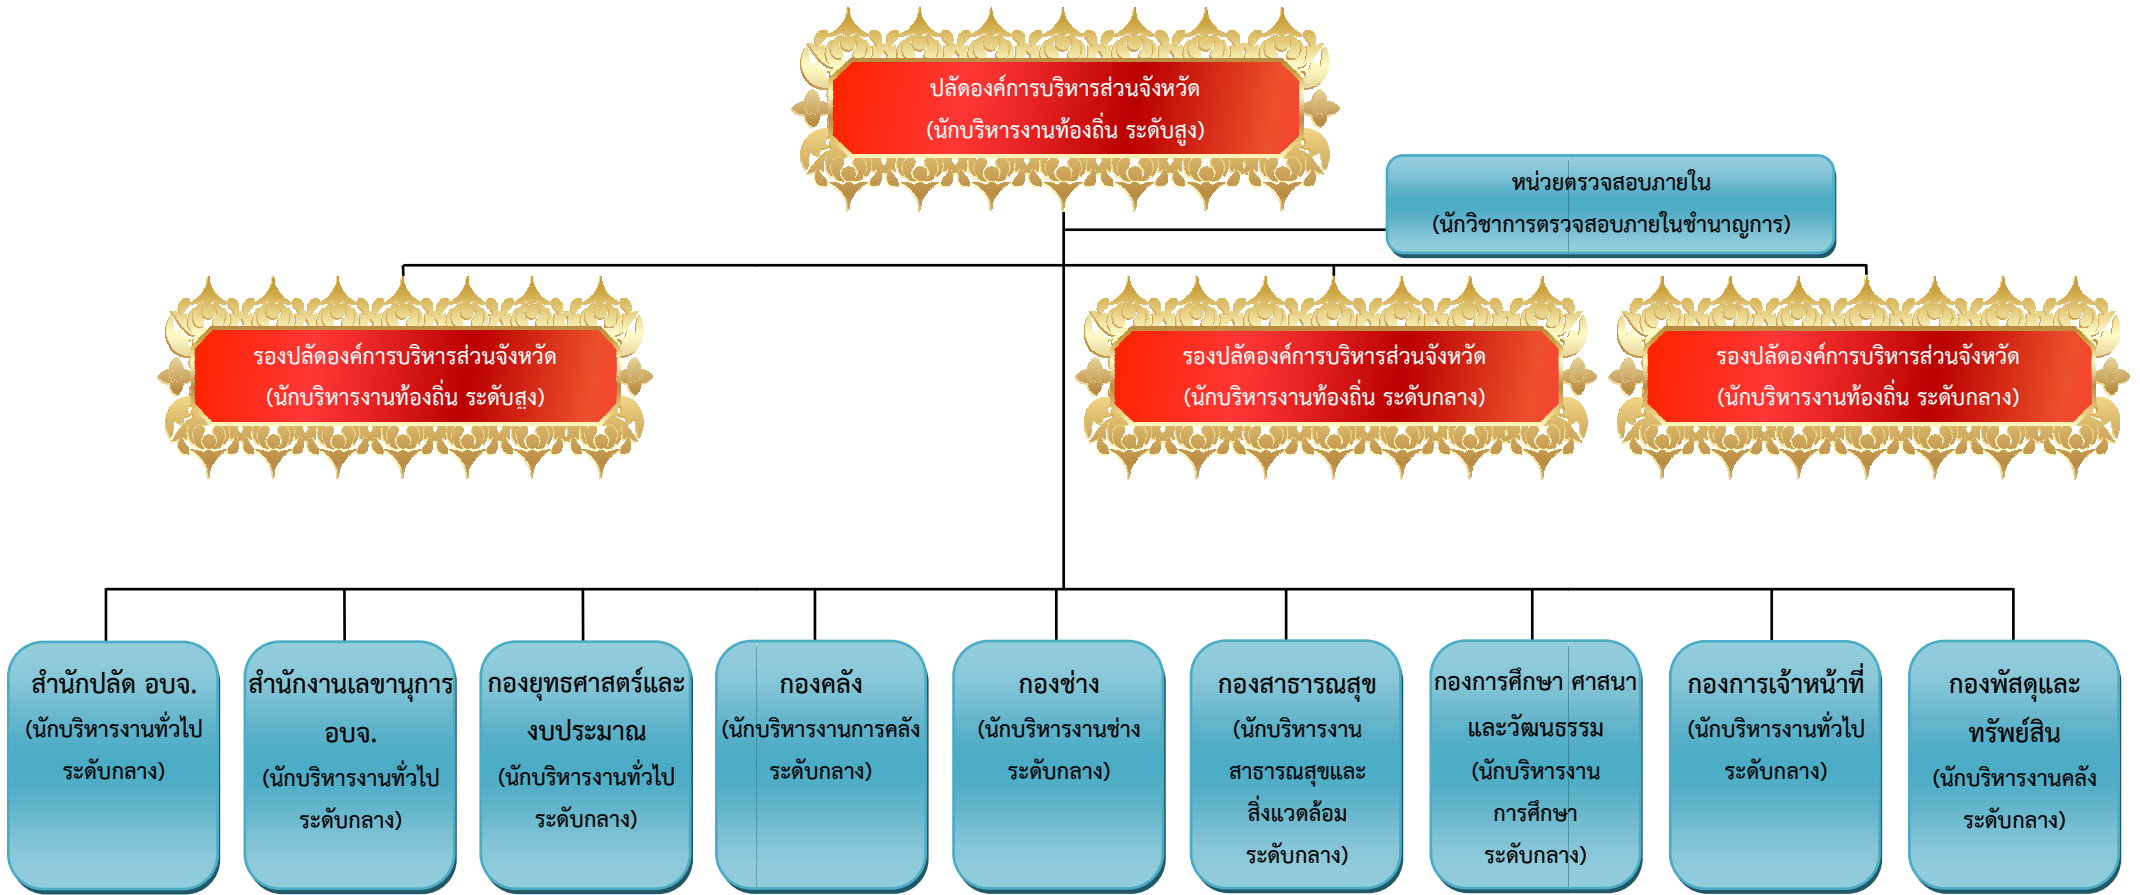 ปลัดองค์การบริหารส่วนจังหวัด
(นักบริหารงานท้องถิ่น ระดับสูง)
หน่วยตรวจสอบภายใน
(นักวิชาการตรวจสอบภายในชำนาญการ)
รองปลัดองค์การบริหารส่วนจังหวัด
(นักบริหารงานท้องถิ่น ระดับสูง)
รองปลัดองค์การบริหารส่วนจังหวัด
(นักบริหารงานท้องถิ่น ระดับกลาง)
รองปลัดองค์การบริหารส่วนจังหวัด
(นักบริหารงานท้องถิ่น ระดับกลาง)
สำนักปลัด อบจ.
(นักบริหารงานทั่วไป
ระดับกลาง)
สำนักงานเลขานุการ
อบจ.
(นักบริหารงานทั่วไป
ระดับกลาง)
กองยุทธศาสตร์และ
งบประมาณ
(นักบริหารงานทั่วไป
ระดับกลาง)
กองคลัง
(นักบริหารงานการคลัง
ระดับกลาง)
กองช่าง
(นักบริหารงานช่าง
ระดับกลาง)
กองสาธารณสุข
(นักบริหารงาน
สาธารณสุขและ
สิ่งแวดล้อม
ระดับกลาง)
กองการศึกษา ศาสนา
และวัฒนธรรม
(นักบริหารงาน
การศึกษา
ระดับกลาง)
กองการเจ้าหน้าที่
(นักบริหารงานทั่วไป
ระดับกลาง)
กองพัสดุและ
ทรัพย์สิน
(นักบริหารงานคลัง
ระดับกลาง)